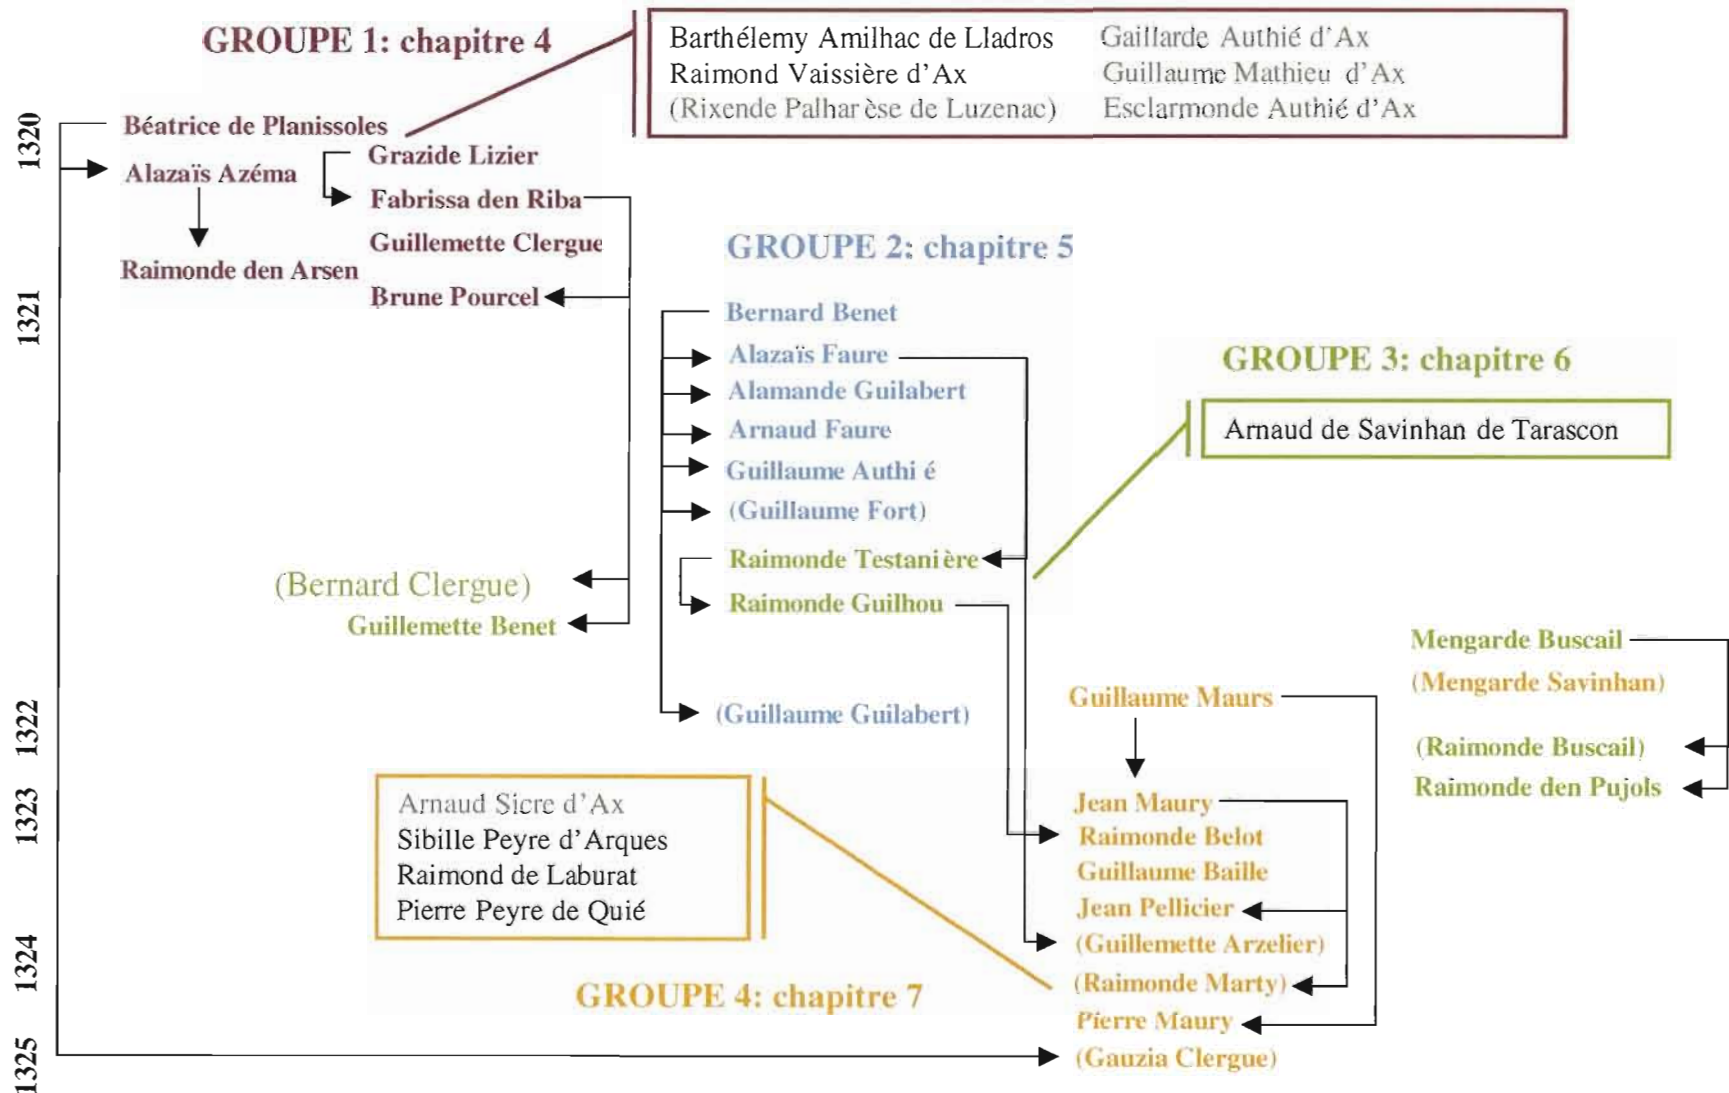 GROUPE 1: chapitre 4
Barthélemy Amilhac de Lladros
Raimond Vaissière d'Ax
(Rixende Palharèse de Luzenac)
Gaillarde Authié d'Ax
Guillaume Mathieu d'Ax
Esclarmonde Authié d'Ax
1320
Béatrice de Planissoles
Alazaïs Azéma
Raimonde den Arsen
Grazide Lizier
Fabrissa den Riba
Guillemette Clergue
Brune Pourcel
1321
GROUPE 2: chapitre 5
Bernard Benet
Alazaïs Faure
Alamande Guilabert
Arnaud Faure
Guillaume Authié
(Guillaume Fort)
Raimonde Testanière
Raimonde Guilhou
(Guillaume Guilabert)
GROUPE 3: chapitre 6
Arnaud de Savinhan de Tarascon
(Bernard Clergue)
Guillemette Benet
Mengarde Buscail
(Mengarde Savinhan)
(Raimonde Buscail)
Raimonde den Pujols
1322
1323
Guillaume Maurs
Jean Maury
Raimonde Belot
Guillaume Baille
Jean Pellicier
(Guillemette Arzelier)
(Raimonde Marty)
Pierre Maury
(Gauzia Clergue)
Arnaud Sicre d'Ax
Sibille Peyre d'Arques
Raimond de Laburat
Pierre Peyre de Quié
GROUPE 4: chapitre 7
1324
1325